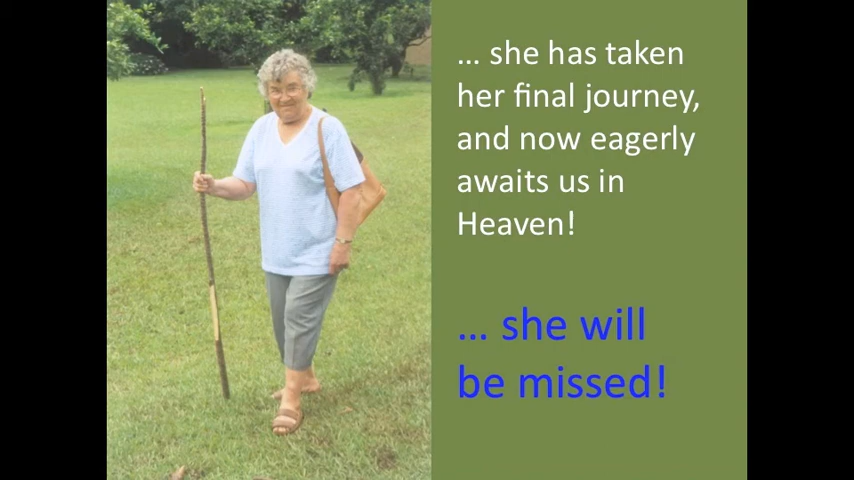 … she has taken
her final journey,
and now eagerly
awaits us in
Heaven!
… she will
be missed!